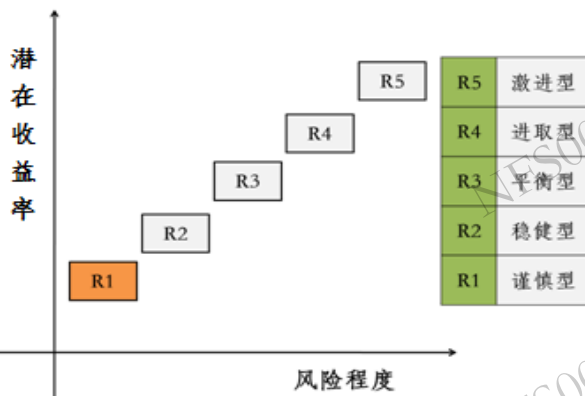 潜在收益率
R5
R4
R3
R2
R1
风险程度
R5 激进型
R4 进取型
R3 平衡型
R2 稳健型
R1 谨慎型